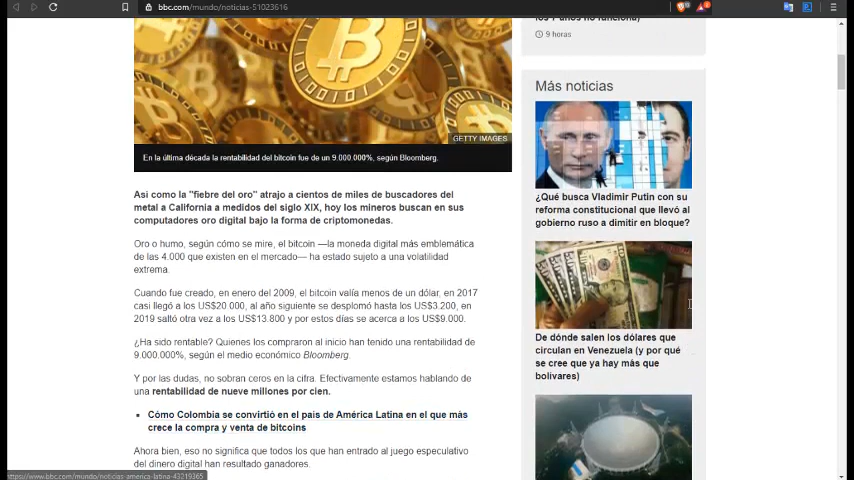 bbc.com/mundo/noticias-51023616
los 7 años no funciona)
9 horas
GETTY IMAGES
En la última década la rentabilidad del bitcoin fue de un 9.000.000%, según Bloomberg.
Así como la "fiebre del oro" atrajo a cientos de miles de buscadores del
metal a California a medidos del siglo XIX, hoy los mineros buscan en sus
computadores oro digital bajo la forma de criptomonedas.
Oro o humo, según cómo se mire, el bitcoin —la moneda digital más emblemática
de las 4.000 que existen en el mercado— ha estado sujeto a una volatilidad
extrema.
Cuando fue creado, en enero del 2009, el bitcoin valía menos de un dólar, en 2017
casi llegó a los US$20.000, al año siguiente se desplomó hasta los US$3.200, en
2019 saltó otra vez a los US$13.800 y por estos días se acerca a los US$9.000.
¿Ha sido rentable? Quienes los compraron al inicio han tenido una rentabilidad de
9.000.000%, según el medio económico Bloomberg.
Y por las dudas, no sobran ceros en la cifra. Efectivamente estamos hablando de
una rentabilidad de nueve millones por cien.
Cómo Colombia se convirtió en el país de América Latina en el que más
crece la compra y venta de bitcoins
Ahora bien, eso no significa que todos los que han entrado al juego especulativo
del dinero digital han resultado ganadores.
Más noticias
¿Qué busca Vladimir Putin con su
reforma constitucional que llevó al
gobierno ruso a dimitir en bloque?
De dónde salen los dólares que
circulan en Venezuela (y por qué
se cree que ya hay más que
bolívares)
https://www.bbc.com/mundo/noticias-america-latina-43219365